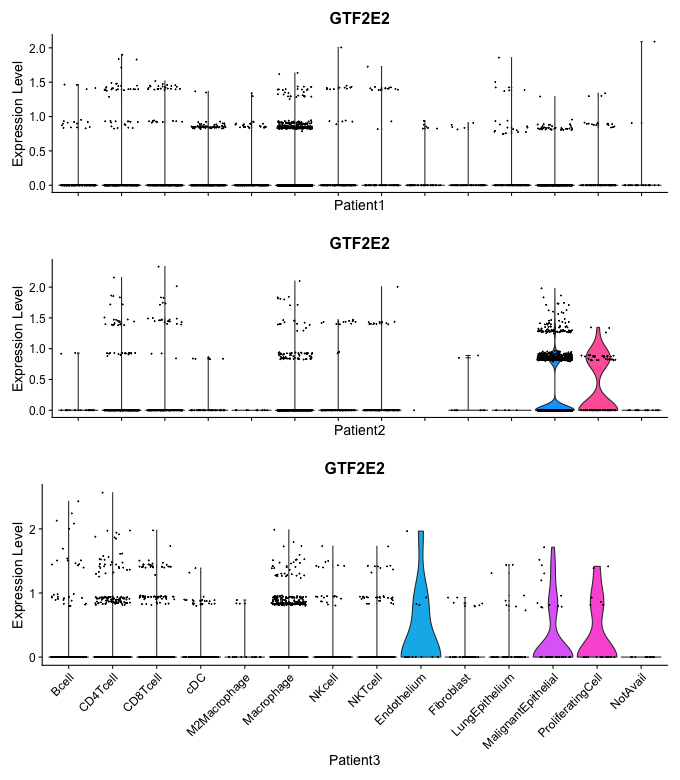 GTF2E2
Expression Level
2.0
1.5
1.0
0.5
0.0
Patient1
GTF2E2
Expression Level
2.0
1.5
1.0
0.5
0.0
Patient2
GTF2E2
Expression Level
2
1
0
Bcell
CD4Tcell
CD8Tcell
cDC
M2Macrophage
Macrophage
NKcell
NKTcell
Endothelium
Fibroblast
LungEpithelium
MalignantEpithelial
ProliferatingCell
NotAvail
Patient3